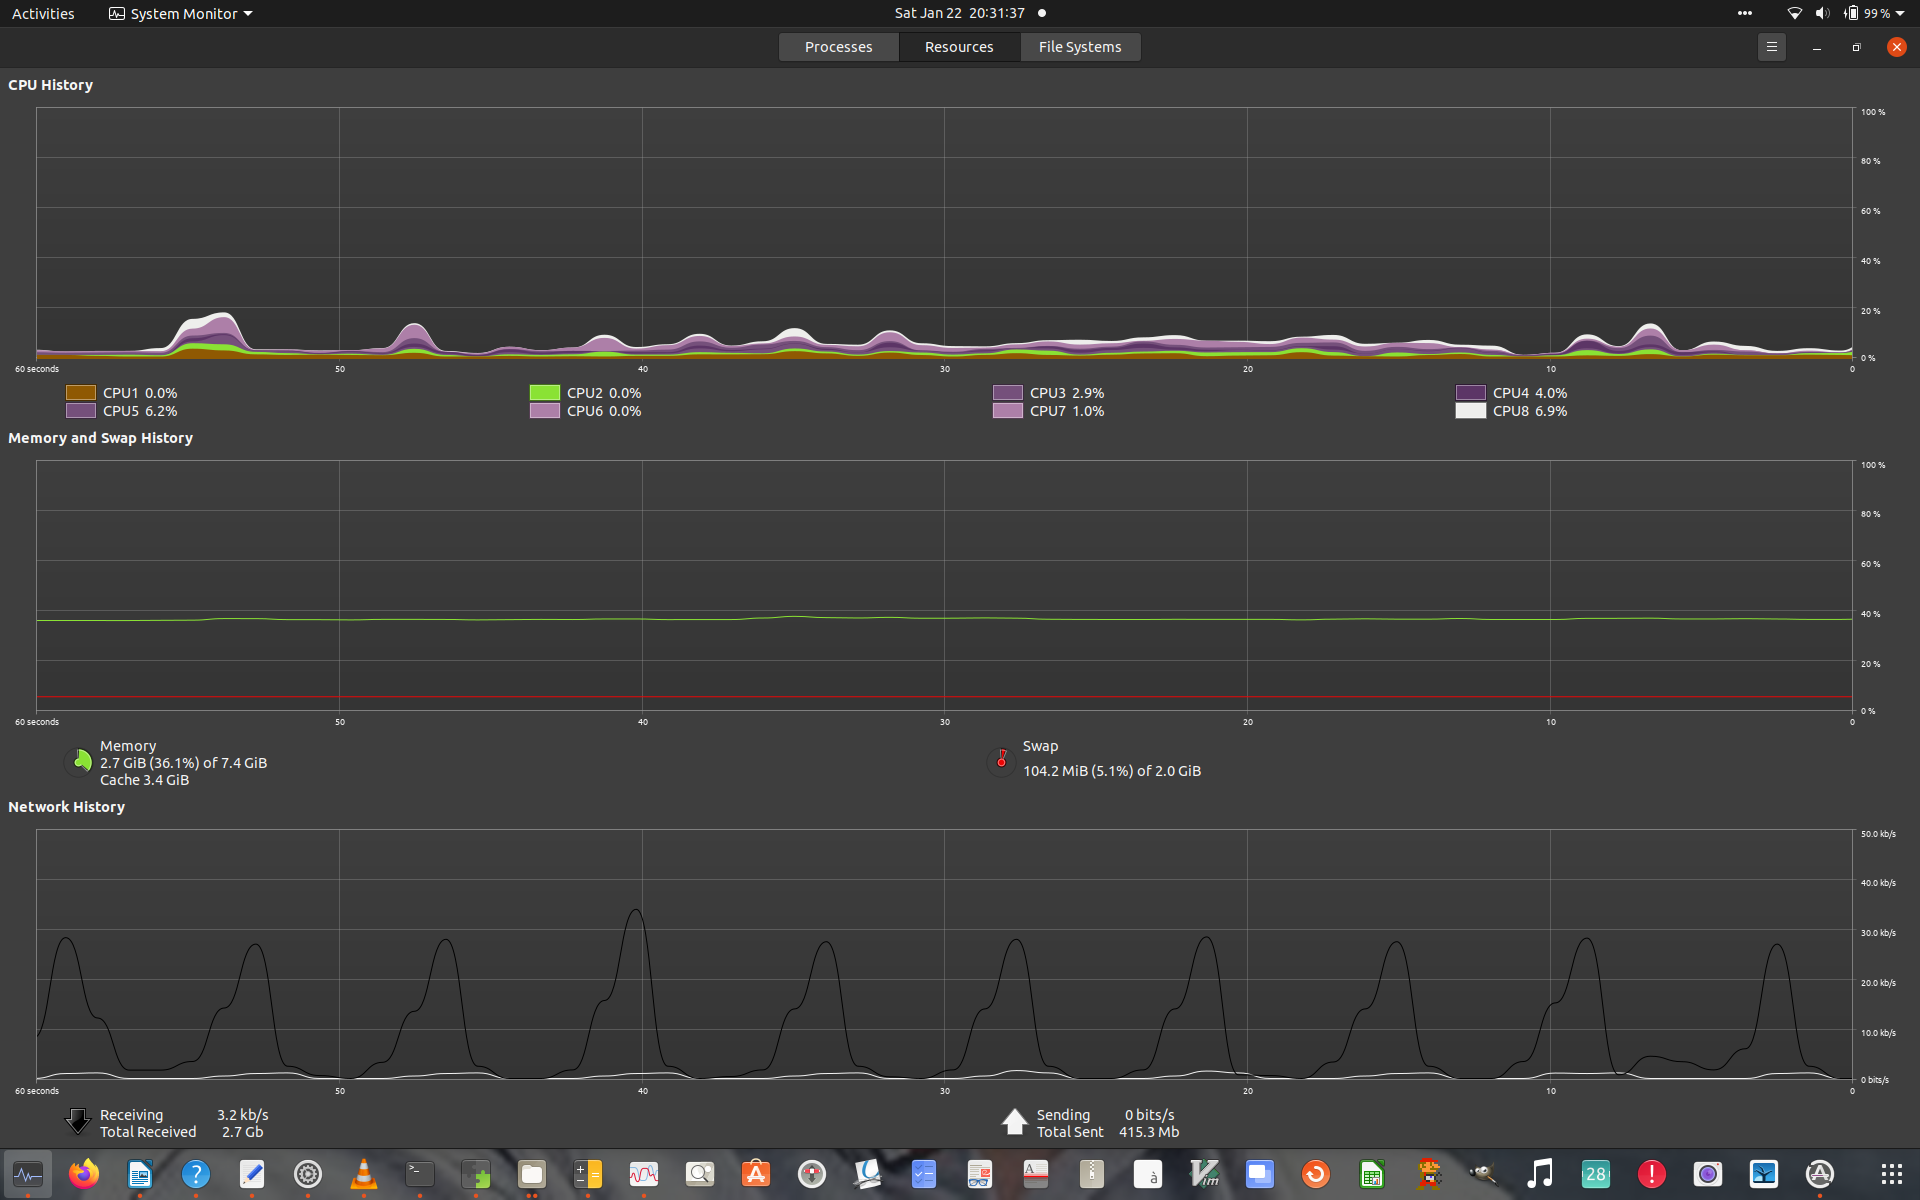 Activities System Monitor Sat Jan 22 20:31:37 99 %
Processes Resources File Systems
CPU History
100 %
80 %
60 %
40 %
20 %
0 %
60 seconds 50 40 30 20 10 0
CPU1 0.0% CPU2 0.0% CPU3 2.9% CPU4 4.0%
CPU5 6.2% CPU6 0.0% CPU7 1.0% CPU8 6.9%
Memory and Swap History
100 %
80 %
60 %
40 %
20 %
0 %
60 seconds 50 40 30 20 10 0
Memory
2.7 GiB (36.1%) of 7.4 GiB
Cache 3.4 GiB
Swap
104.2 MiB (5.1%) of 2.0 GiB
Network History
50.0 kb/s
40.0 kb/s
30.0 kb/s
20.0 kb/s
10.0 kb/s
0 bits/s
60 seconds 50 40 30 20 10 0
Receiving 3.2 kb/s
Total Received 2.7 Gb
Sending 0 bits/s
Total Sent 415.3 Mb
? >_ A A à Vim 28 !